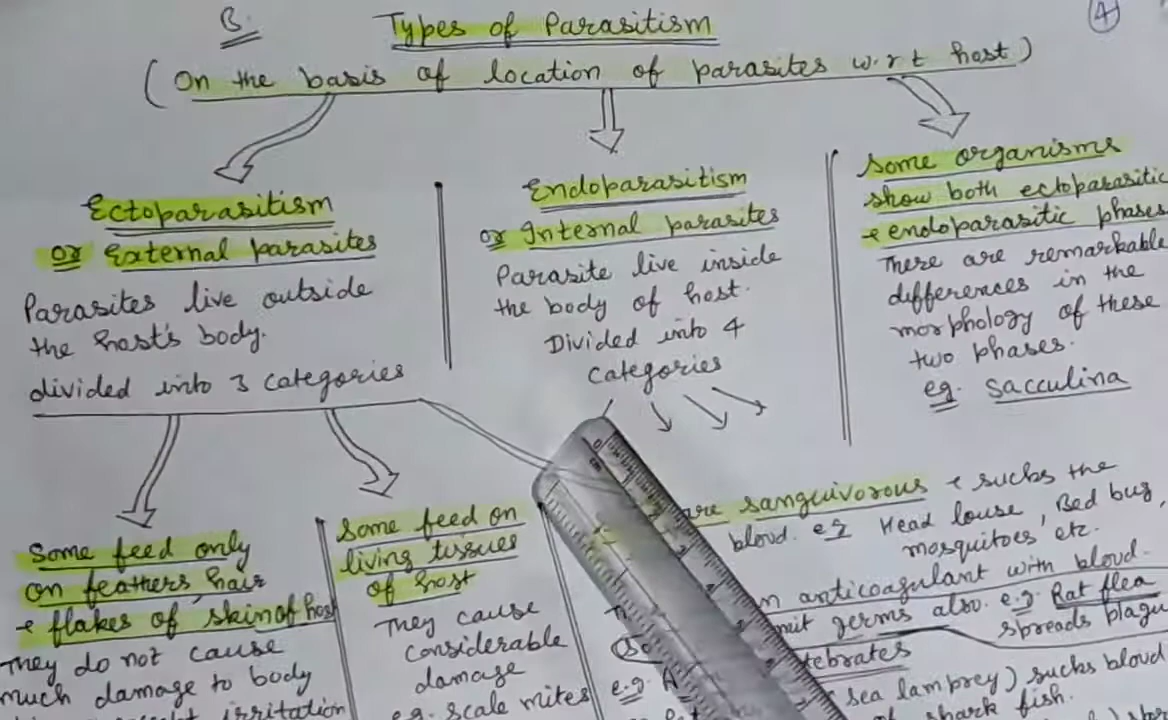 B.
Types of Parasitism
4
(On the basis of location of parasites w.r.t host)
Ectoparasitism
or External parasites
Parasites live outside
the host's body.
divided into 3 categories
Endoparasitism
or Internal parasites
Parasite live inside
the body of host.
Divided into 4
categories
Some organisms
show both ectoparasitic
& endoparasitic phases
There are remarkable
differences in the
morphology of these
two phases.
eg. Sacculina
Some feed only
on feathers, hair
& flakes of skin of host
They do not cause
much damage to body
irritation
Some feed on
living tissues
of host
They cause
considerable
damage
e.g. Scale mites
are sanguivorous & sucks the
blood. eg Head louse, Bed bug,
mosquitoes etc.
anticoagulant with blood.
germs also. e.g. Rat flea
spreads
e.g.
(sea lamprey) sucks blood
of shark fish.